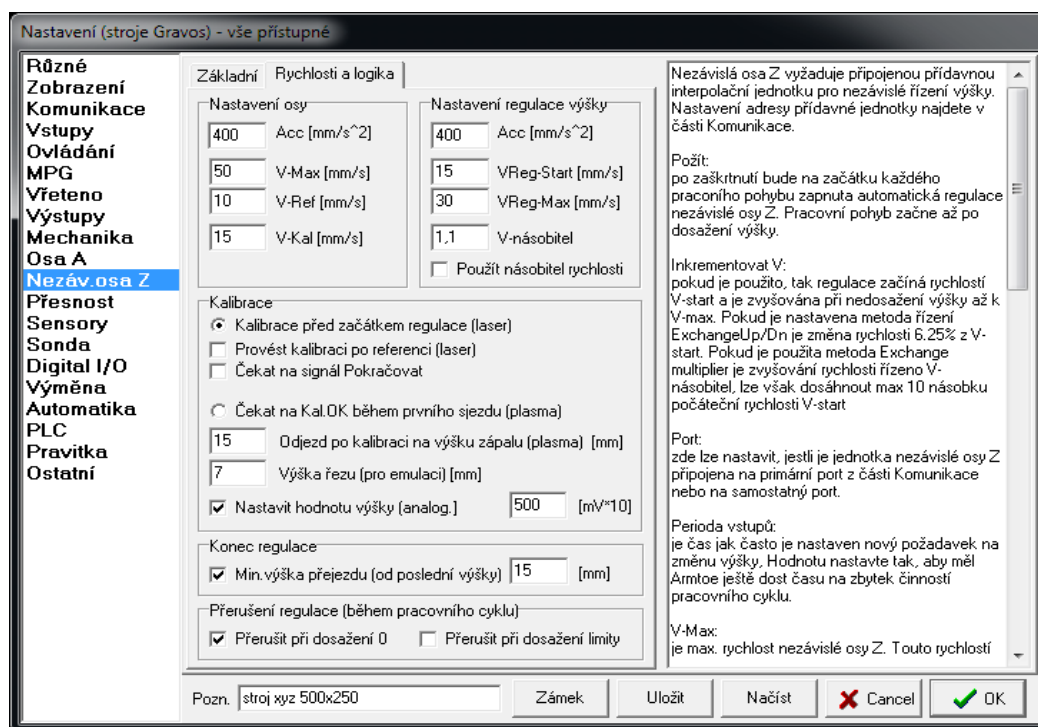 Nastavení (stroje Gravos) - vše přístupné
Různé
Zobrazení
Komunikace
Vstupy
Ovládání
MPG
Vřeteno
Výstupy
Mechanika
Osa A
Nezáv.osa Z
Přesnost
Sensory
Sonda
Digital I/O
Výměna
Automatika
PLC
Pravitka
Ostatní
Základní Rychlosti a logika
Nastavení osy
400 Acc [mm/s^2]
50 V-Max [mm/s]
10 V-Ref [mm/s]
15 V-Kal [mm/s]
Nastavení regulace výšky
400 Acc [mm/s^2]
15 VReg-Start [mm/s]
30 VReg-Max [mm/s]
1,1 V-násobitel
Použít násobitel rychlosti
Kalibrace
Kalibrace před začátkem regulace (laser)
Provést kalibraci po referenci (laser)
Čekat na signál Pokračovat
Čekat na Kal.OK během prvního sjezdu (plasma)
15 Odjezd po kalibraci na výšku zápalu (plasma) [mm]
7 Výška řezu (pro emulaci) [mm]
Nastavit hodnotu výšky (analog.) 500 [mV*10]
Konec regulace
Min.výška přejezdu (od poslední výšky) 15 [mm]
Přerušení regulace (během pracovního cyklu)
Přerušit při dosažení 0 Přerušit při dosažení limity
Nezávislá osa Z vyžaduje připojenou přídavnou
interpolační jednotku pro nezávislé řízení výšky.
Nastavení adresy přídavné jednotky najdete v
části Komunikace.
Požít:
po zaškrtnutí bude na začátku každého
praconího pohybu zapnuta automatická regulace
nezávislé osy Z. Pracovní pohyb začne až po
dosažení výšky.
Inkrementovat V:
pokud je použito, tak regulace začíná rychlostí
V-start a je zvyšována při nedosažení výšky až k
V-max. Pokud je nastavena metoda řízení
ExchangeUp/Dn je změna rychlosti 6.25% z V-
start. Pokud je použita metoda Exchange
multiplier je zvyšování rychlosti řízeno V-
násobitel, lze však dosáhnout max 10 násobku
počáteční rychlosti V-start
Port:
zde lze nastavit, jestli je jednotka nezávislé osy Z
připojena na primární port z části Komunikace
nebo na samostatný port.
Perioda vstupů:
je čas jak často je nastaven nový požadavek na
změnu výšky, Hodnotu nastavte tak, aby měl
Armtoe ještě dost času na zbytek činností
pracovního cyklu.
V-Max:
je max. rychlost nezávislé osy Z. Touto rychlostí
Pozn. stroj xyz 500x250 Zámek Uložit Načíst Cancel OK